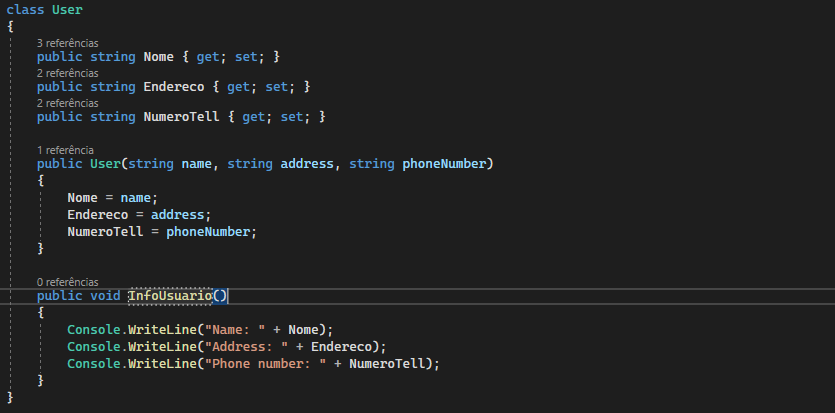 class User
{
3 referências
public string Nome { get; set; }
2 referências
public string Endereco { get; set; }
2 referências
public string NumeroTell { get; set; }
1 referência
public User(string name, string address, string phoneNumber)
{
Nome = name;
Endereco = address;
NumeroTell = phoneNumber;
}
0 referências
public void InfoUsuario()
{
Console.WriteLine("Name: " + Nome);
Console.WriteLine("Address: " + Endereco);
Console.WriteLine("Phone number: " + NumeroTell);
}
}